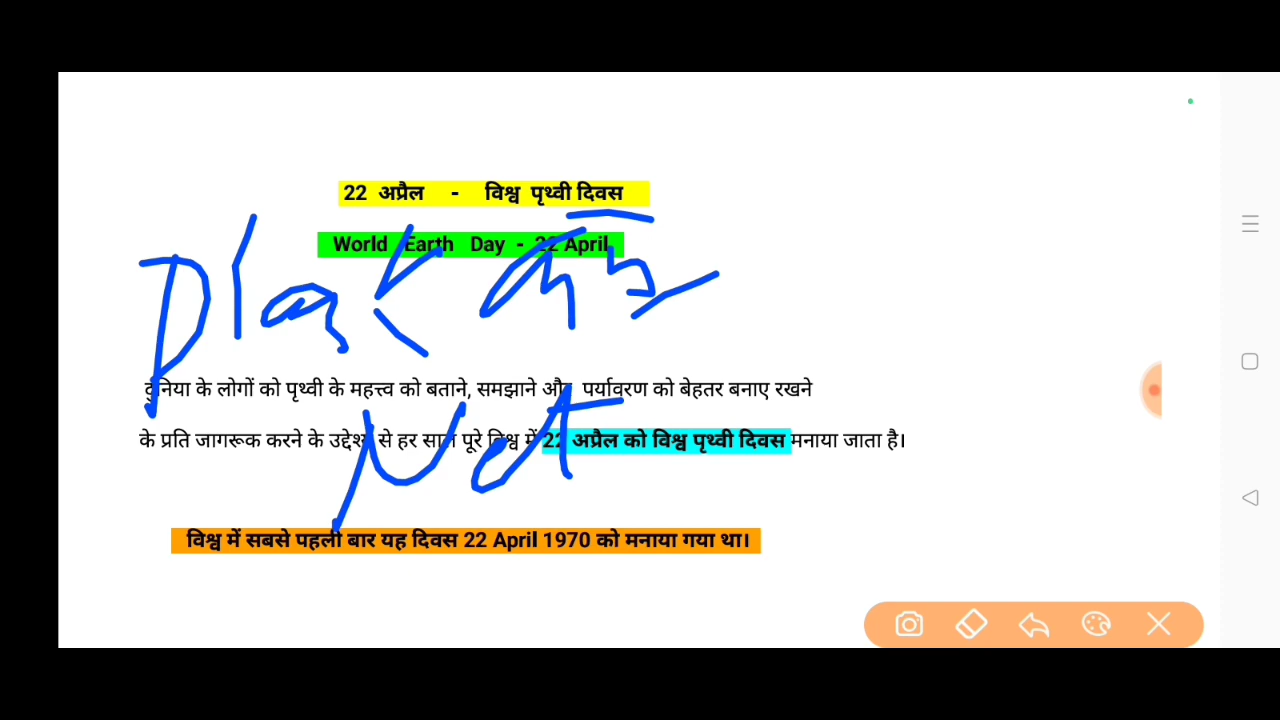 22 अप्रैल - विश्व पृथ्वी दिवस
World Earth Day - 22 April
दुनिया के लोगों को पृथ्वी के महत्त्व को बताने, समझाने और पर्यावरण को बेहतर बनाए रखने
के प्रति जागरूक करने के उद्देश्य से हर साल पूरे विश्व में 22 अप्रैल को विश्व पृथ्वी दिवस मनाया जाता है।
विश्व में सबसे पहली बार यह दिवस 22 April 1970 को मनाया गया था।